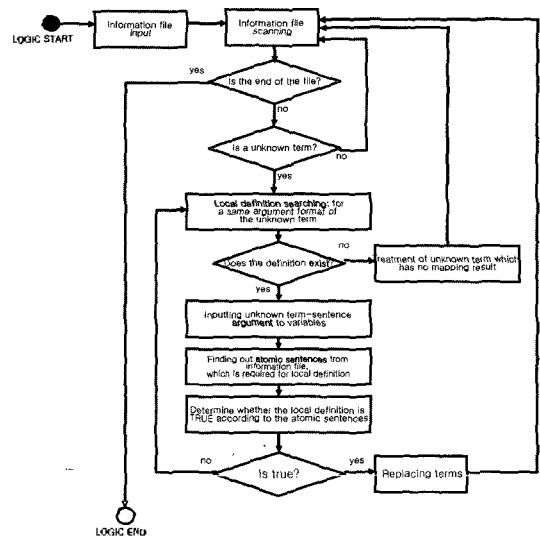 LOGIC START
Information file
input
Information file
scanning
yes
Is the end of the file?
no
Is a unknown term?
no
yes
Local definition searching: for
a same argument format of
the unknown term
no
Does the definition exist?
reatment of unknown term which
has no mapping result
yes
Inputting unknown term-sentence
argument to variables
Finding out atomic sentences from
information file,
which is required for local definition
Determine whether the local definition is
TRUE according to the atomic sentences
no
Is true?
yes
Replacing terms
LOGIC END